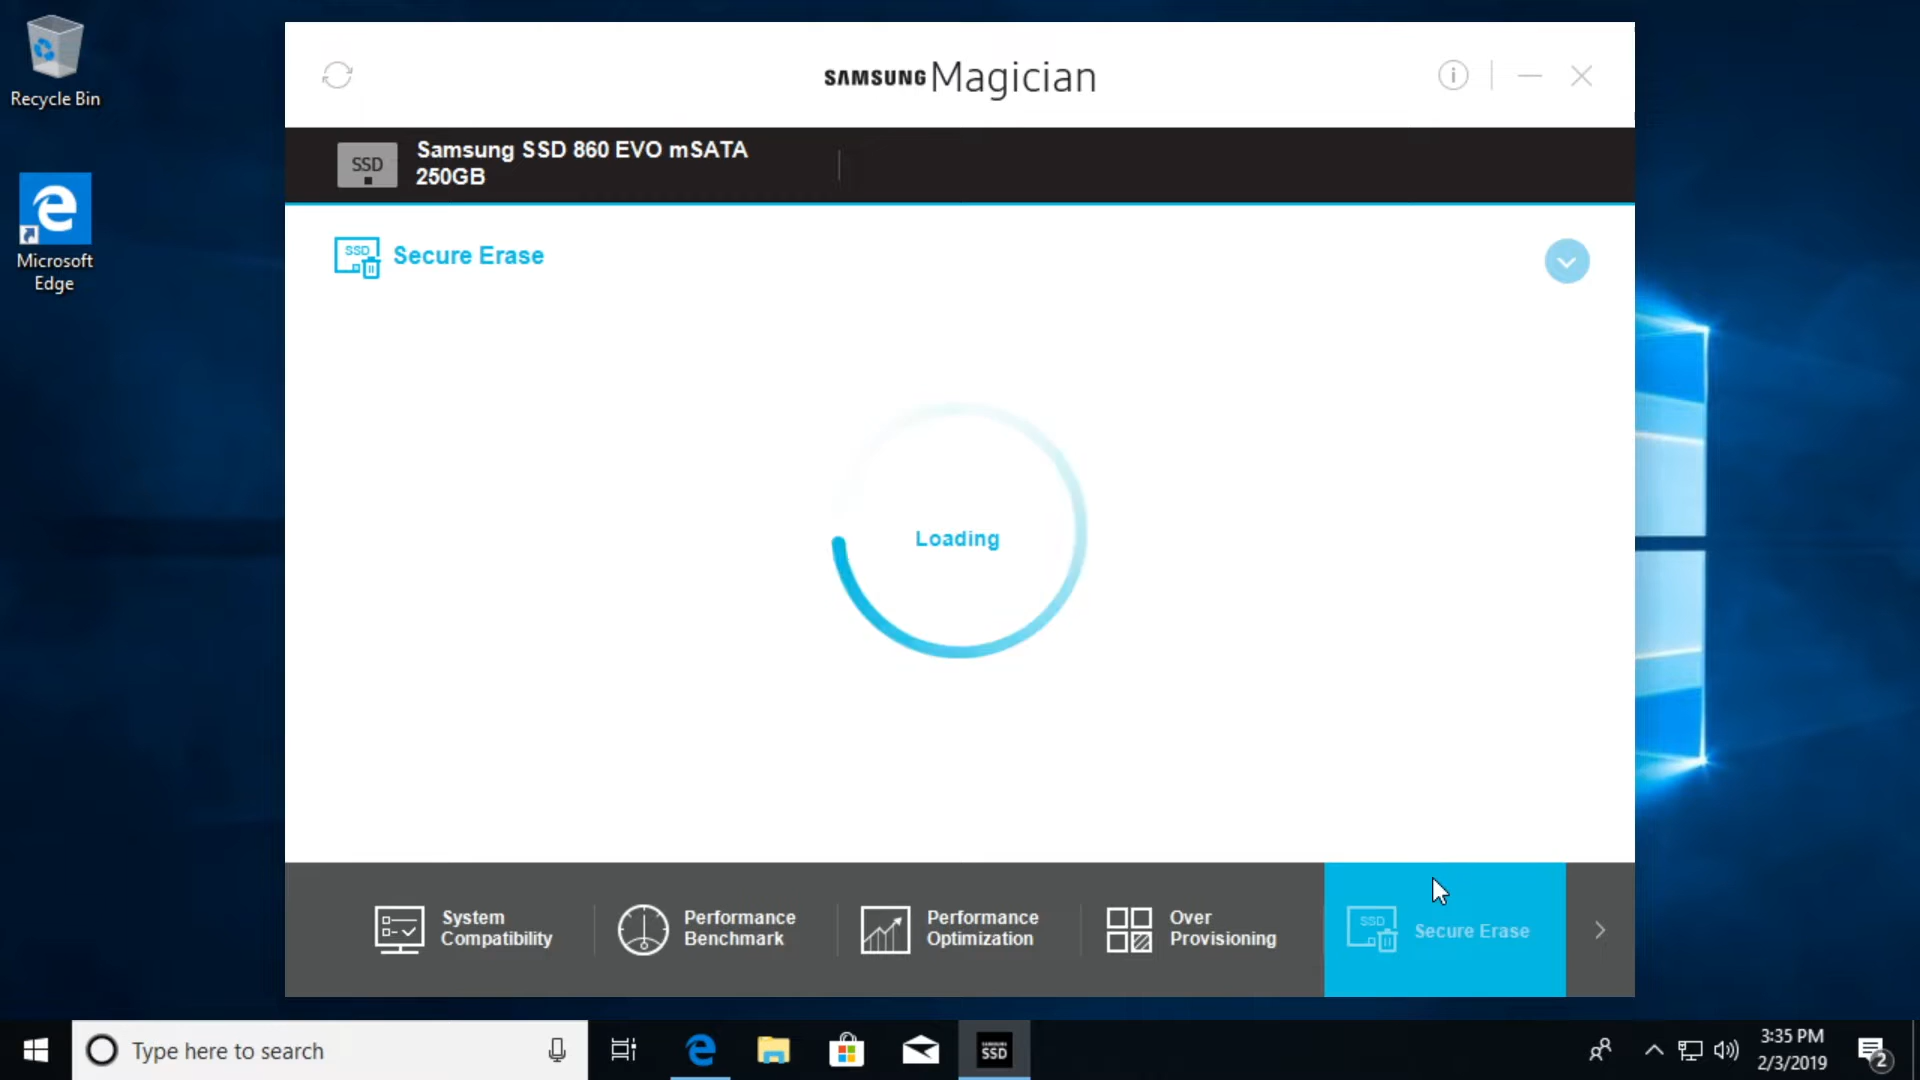 Recycle Bin
Microsoft
Edge
SAMSUNG Magician
SSD
Samsung SSD 860 EVO mSATA
250GB
SSD
Secure Erase
Loading
System
Compatibility
Performance
Benchmark
Performance
Optimization
Over
Provisioning
SSD
Secure Erase
Type here to search
SAMSUNG
SSD
3:35 PM
2/3/2019
2